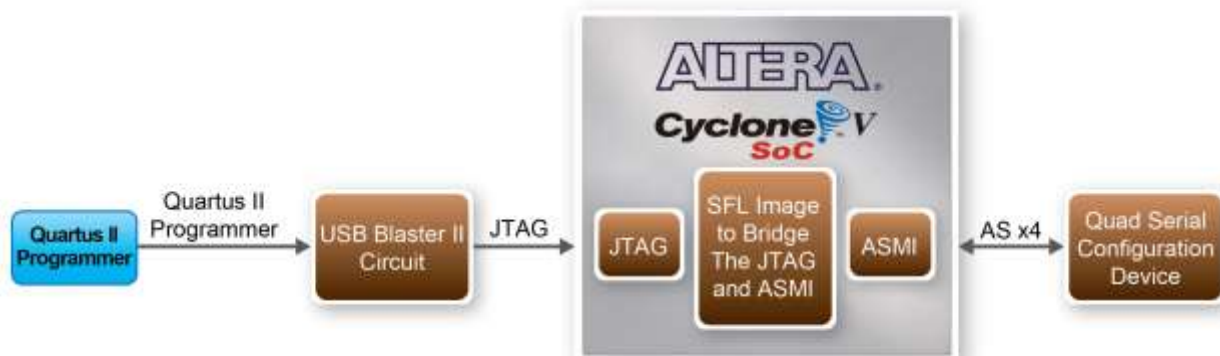 ALTERA®
Cyclone™ V
SoC
Quartus II
Programmer
Quartus II
Programmer
USB Blaster II
Circuit
JTAG
JTAG
SFL Image
to Bridge
The JTAG
and ASMI
ASMI
AS x4
Quad Serial
Configuration
Device